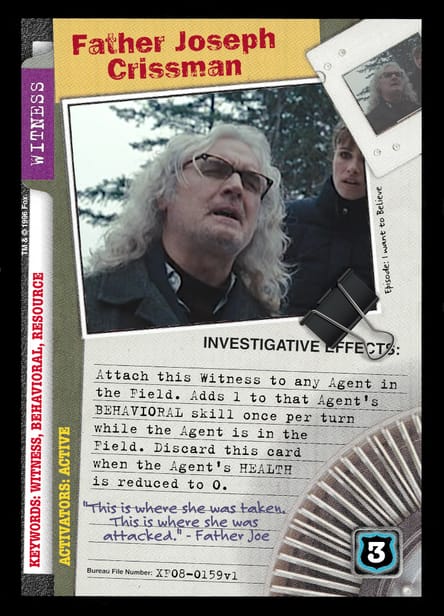 Father Joseph
Crissman
WITNESS
TM & © 1996 Fox
KEYWORDS: WITNESS, BEHAVIORAL, RESOURCE
ACTIVATORS: ACTIVE
Episode: I want to Believe
INVESTIGATIVE EFFECTS:
Attach this Witness to any Agent in
the Field. Adds 1 to that Agent's
BEHAVIORAL skill once per turn
while the Agent is in the
Field. Discard this card
when the Agent's HEALTH
is reduced to 0.
"This is where she was taken.
This is where she was
attacked." - Father Joe
Bureau File Number: XF08-0159v1
3